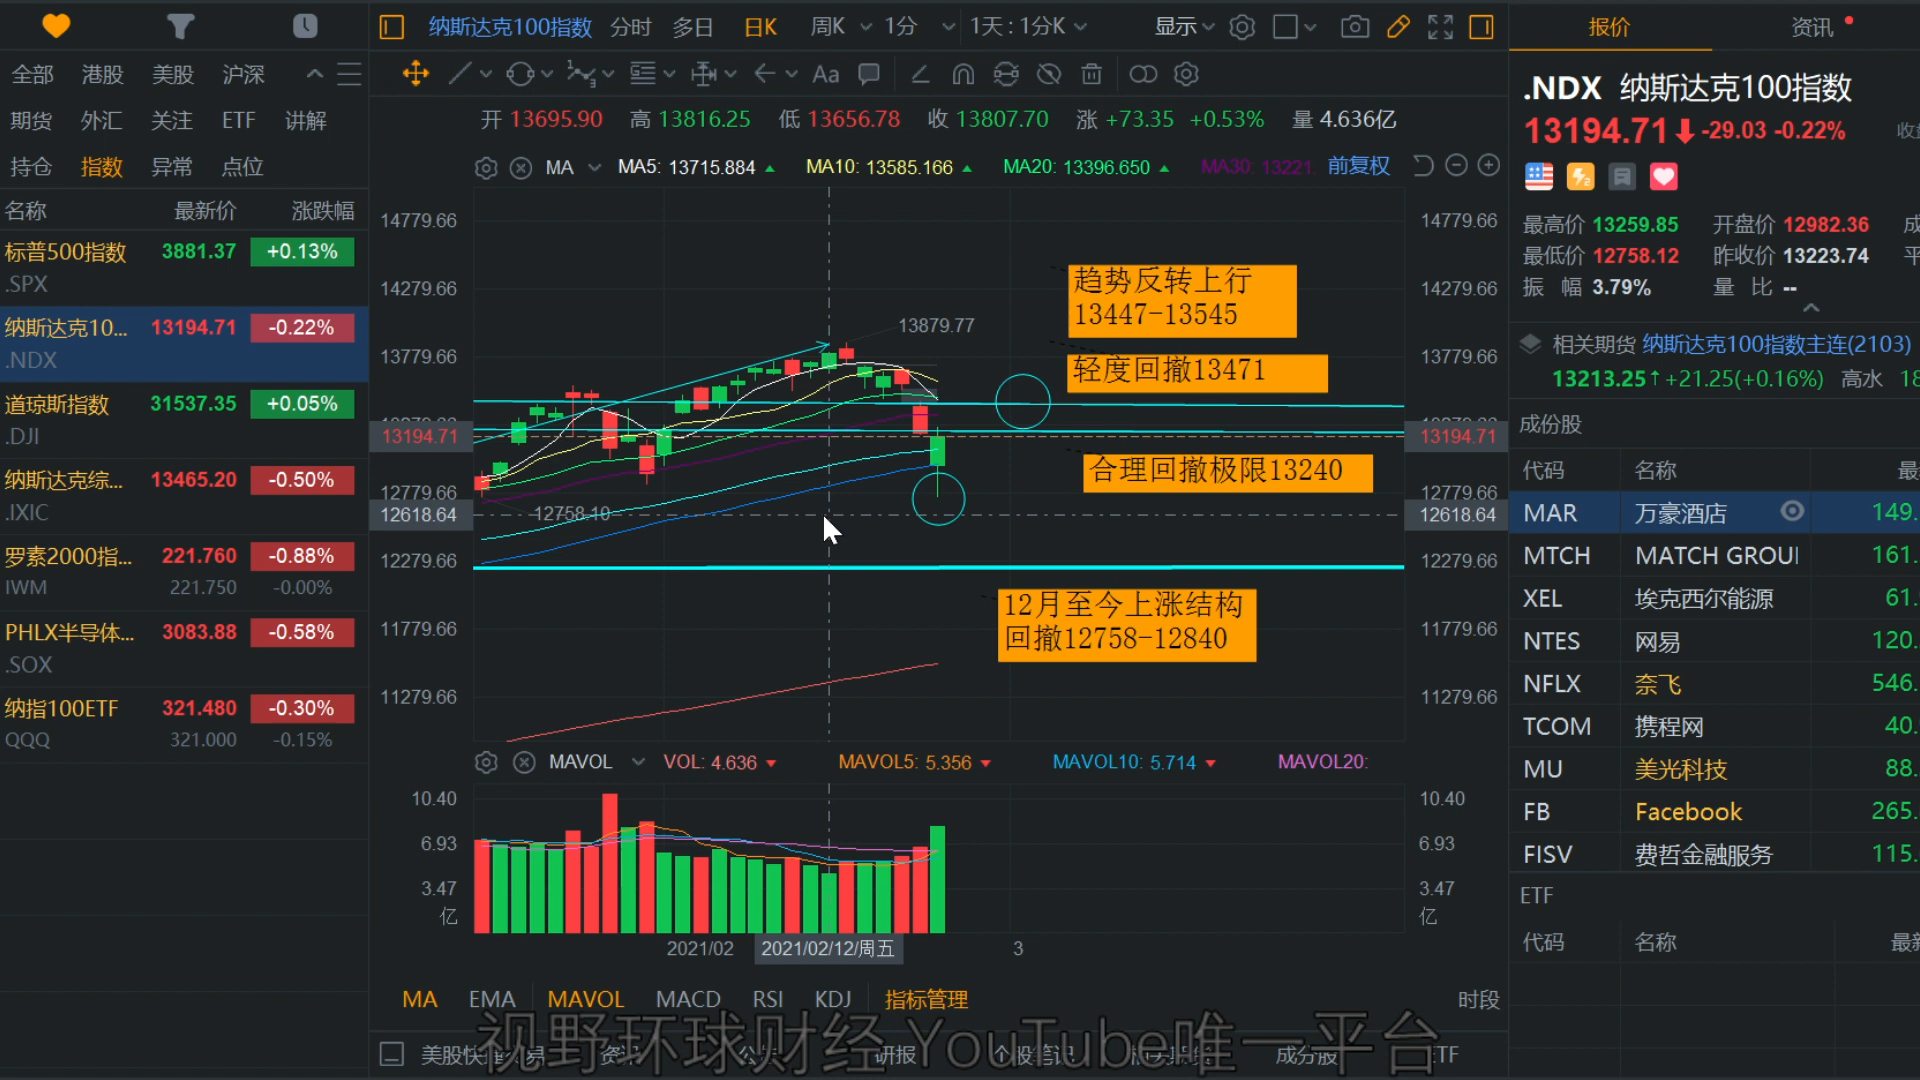 纳斯达克100指数 分时 多日 日K 周K 1分 1天 : 1分K 显示
报价 资讯
全部 港股 美股 沪深
期货 外汇 关注 ETF 讲解
持仓 指数 异常 点位
名称 最新价 涨跌幅
标普500指数 3881.37 +0.13%
.SPX
纳斯达克10... 13194.71 -0.22%
.NDX
道琼斯指数 31537.35 +0.05%
.DJI
纳斯达克综... 13465.20 -0.50%
.IXIC
罗素2000指... 221.760 -0.88%
IWM 221.750 -0.00%
PHLX半导体... 3083.88 -0.58%
.SOX
纳指100ETF 321.480 -0.30%
QQQ 321.000 -0.15%
Aa
开 13695.90 高 13816.25 低 13656.78 收 13807.70 涨 +73.35 +0.53% 量 4.636亿
MA MA5: 13715.884 MA10: 13585.166 MA20: 13396.650 MA30: 13221. 前复权
14779.66 14779.66
14279.66 14279.66
13779.66 13779.66
13194.71 13194.71
12779.66 12779.66
12618.64 12618.64
12279.66 12279.66
11779.66 11779.66
11279.66 11279.66
13879.77
12758.10
趋势反转上行
13447-13545
轻度回撤13471
合理回撤极限13240
12月至今上涨结构
回撤12758-12840
MAVOL VOL: 4.636 MAVOL5: 5.356 MAVOL10: 5.714 MAVOL20:
10.40 10.40
6.93 6.93
3.47 3.47
亿 亿
2021/02 2021/02/12/周五 3
MA EMA MAVOL MACD RSI KDJ 指标管理 时段
视野环球财经 YouTube唯一平台
美股快 研报 成分股
.NDX 纳斯达克100指数
13194.71 -29.03 -0.22%
最高价 13259.85 开盘价 12982.36
最低价 12758.12 昨收价 13223.74
振 幅 3.79% 量 比 --
相关期货 纳斯达克100指数主连(2103)
13213.25↑ +21.25(+0.16%) 高水 18
成份股
代码 名称 最
MAR 万豪酒店 149.
MTCH MATCH GROUI 161.
XEL 埃克西尔能源 61.
NTES 网易 120.
NFLX 奈飞 546.
TCOM 携程网 40.
MU 美光科技 88.
FB Facebook 265.
FISV 费哲金融服务 115.
ETF
代码 名称 最新